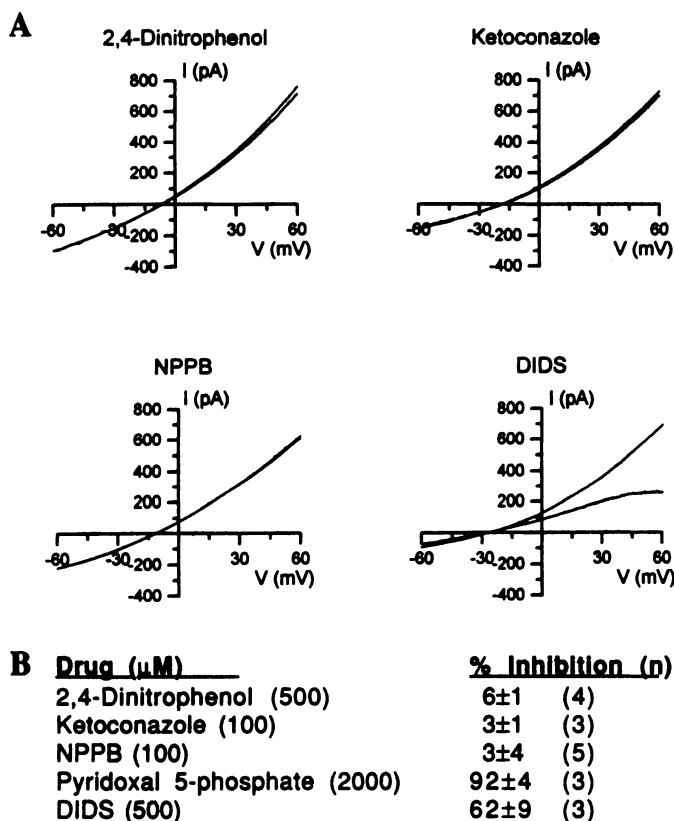 A
2,4-Dinitrophenol
I (pA)
800
600
400
200
-60
-30
30
60
-200
V (mV)
-400
Ketoconazole
I (pA)
800
600
400
200
-60
-30
30
60
-200
V (mV)
-400
NPPB
I (pA)
800
600
400
200
-60
-30
30
60
-200
V (mV)
-400
DIDS
I (pA)
800
600
400
200
-60
-30
30
60
-200
V (mV)
-400
B Drug (μM) % Inhibition (n)
2,4-Dinitrophenol (500) 6±1 (4)
Ketoconazole (100) 3±1 (3)
NPPB (100) 3±4 (5)
Pyridoxal 5-phosphate (2000) 92±4 (3)
DIDS (500) 62±9 (3)